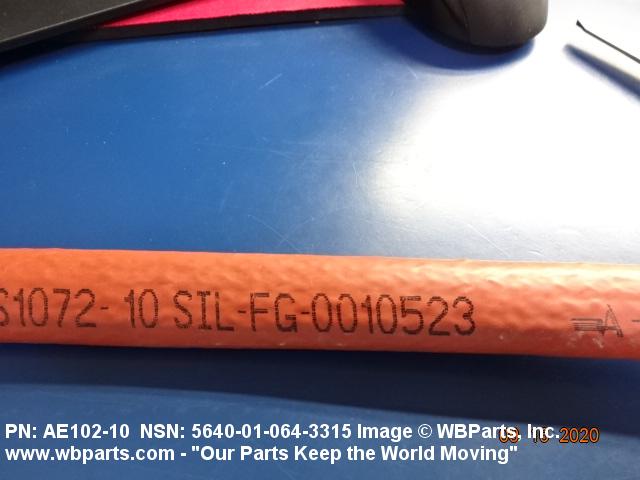 S1072-10 SIL-FG-0010523 A-
PN: AE102-10 NSN: 5640-01-064-3315 Image © WBParts, Inc.
2020
www.wbparts.com - "Our Parts Keep the World Moving"